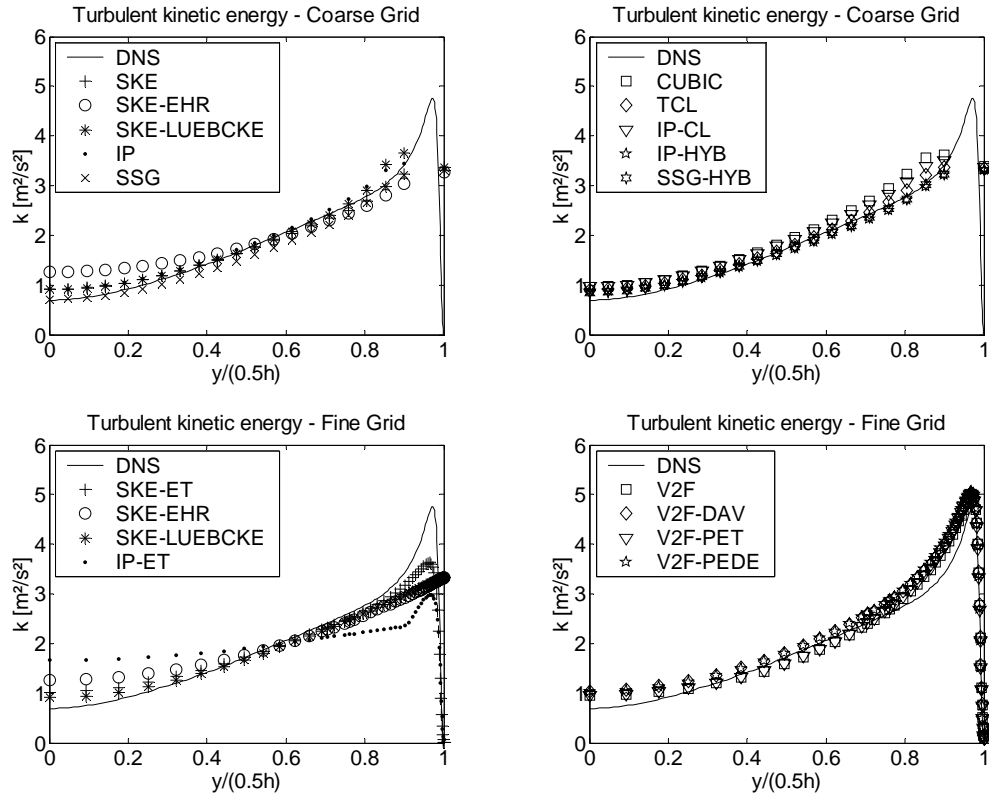 Turbulent kinetic energy - Coarse Grid
6
5
4
3
2
1
0
k [m²/s²]
DNS
SKE
SKE-EHR
SKE-LUEBCKE
IP
SSG
0
0.2
0.4
0.6
0.8
1
y/(0.5h)
Turbulent kinetic energy - Coarse Grid
6
5
4
3
2
1
0
k [m²/s²]
DNS
CUBIC
TCL
IP-CL
IP-HYB
SSG-HYB
0
0.2
0.4
0.6
0.8
1
y/(0.5h)
Turbulent kinetic energy - Fine Grid
6
5
4
3
2
1
0
k [m²/s²]
DNS
SKE-ET
SKE-EHR
SKE-LUEBCKE
IP-ET
0
0.2
0.4
0.6
0.8
1
y/(0.5h)
Turbulent kinetic energy - Fine Grid
6
5
4
3
2
1
0
k [m²/s²]
DNS
V2F
V2F-DAV
V2F-PET
V2F-PEDE
0
0.2
0.4
0.6
0.8
1
y/(0.5h)